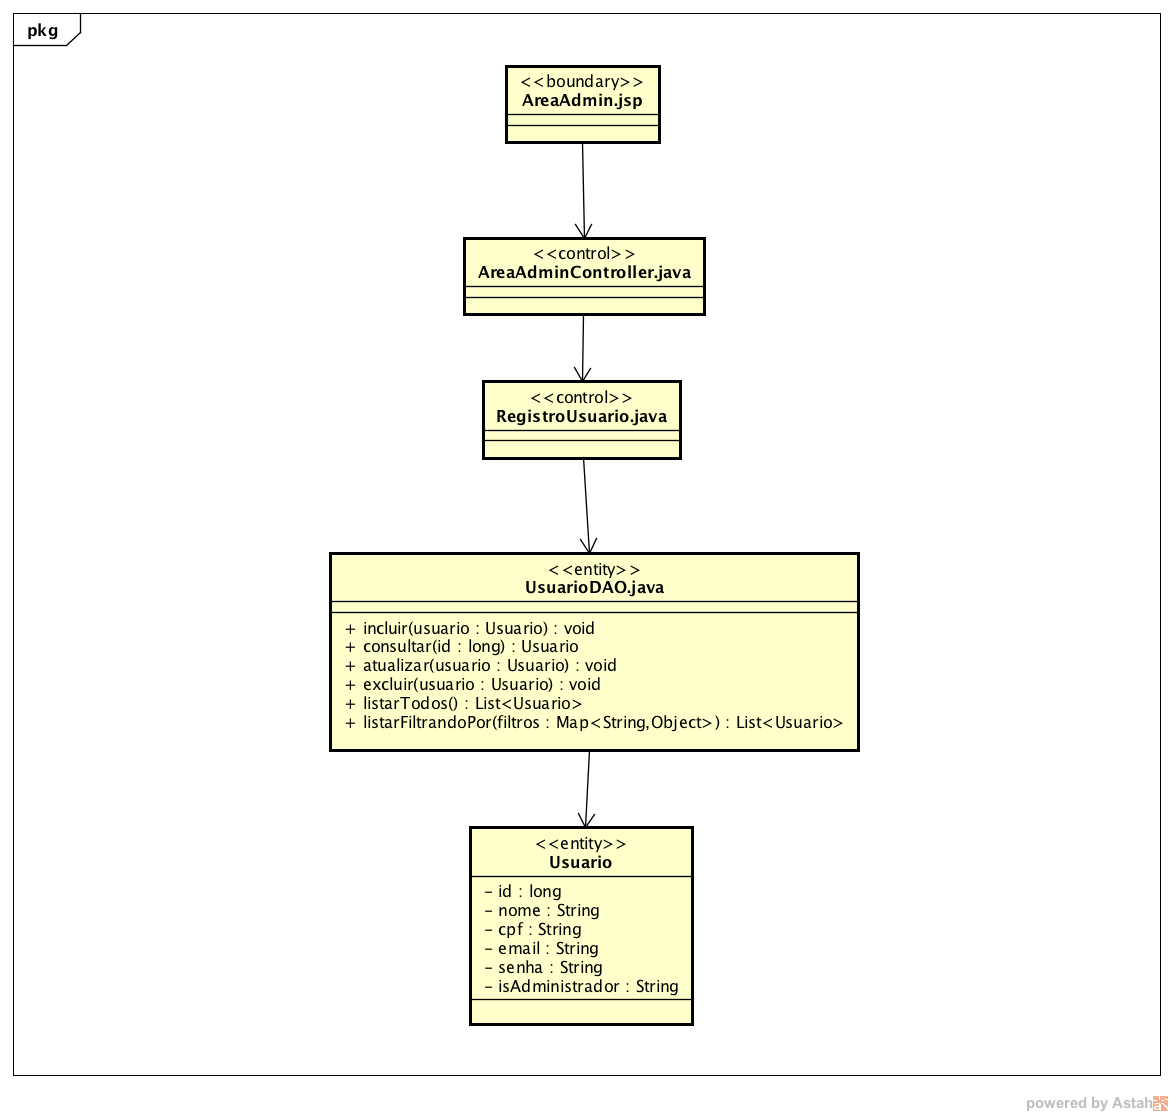 pkg
<<boundary>>
AreaAdmin.jsp
<<control>>
AreaAdminController.java
<<control>>
RegistroUsuario.java
<<entity>>
UsuarioDAO.java
+ incluir(usuario : Usuario) : void
+ consultar(id : long) : Usuario
+ atualizar(usuario : Usuario) : void
+ excluir(usuario : Usuario) : void
+ listarTodos() : List<Usuario>
+ listarFiltrandoPor(filtros : Map<String,Object>) : List<Usuario>
<<entity>>
Usuario
- id : long
- nome : String
- cpf : String
- email : String
- senha : String
- isAdministrador : String
powered by Astah